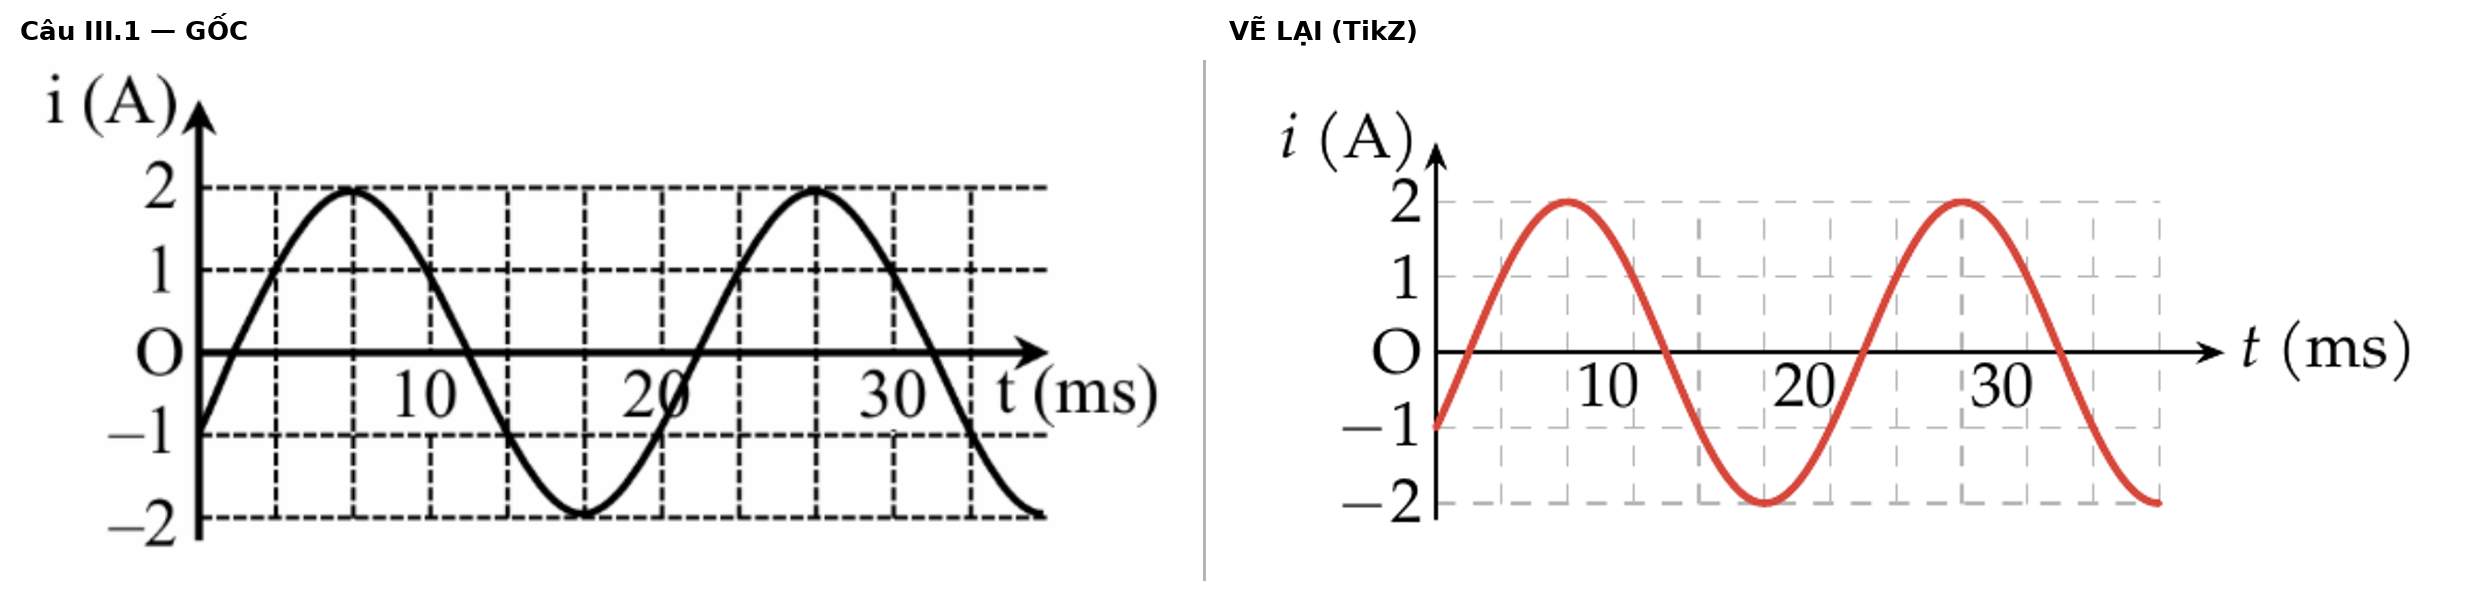 Câu III.1 — GỐC
i (A)
2
1
O
10
20
30
t (ms)
–1
–2
VẼ LẠI (TikZ)
i (A)
2
1
O
10
20
30
t (ms)
−1
−2